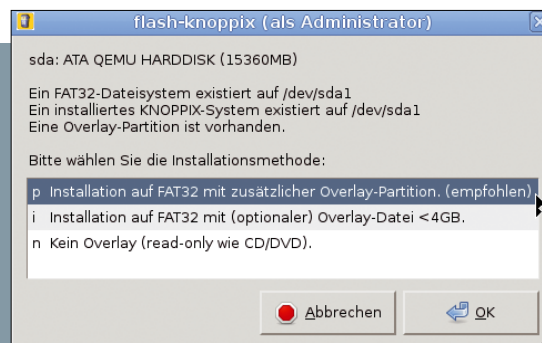 flash-knoppix (als Administrator)
sda: ATA QEMU HARDDISK (15360MB)
Ein FAT32-Dateisystem existiert auf /dev/sda1
Ein installiertes KNOPPIX-System existiert auf /dev/sda1
Eine Overlay-Partition ist vorhanden.
Bitte wählen Sie die Installationsmethode:
p Installation auf FAT32 mit zusätzlicher Overlay-Partition. (empfohlen)
i Installation auf FAT32 mit (optionaler) Overlay-Datei <4GB.
n Kein Overlay (read-only wie CD/DVD).
Abbrechen OK